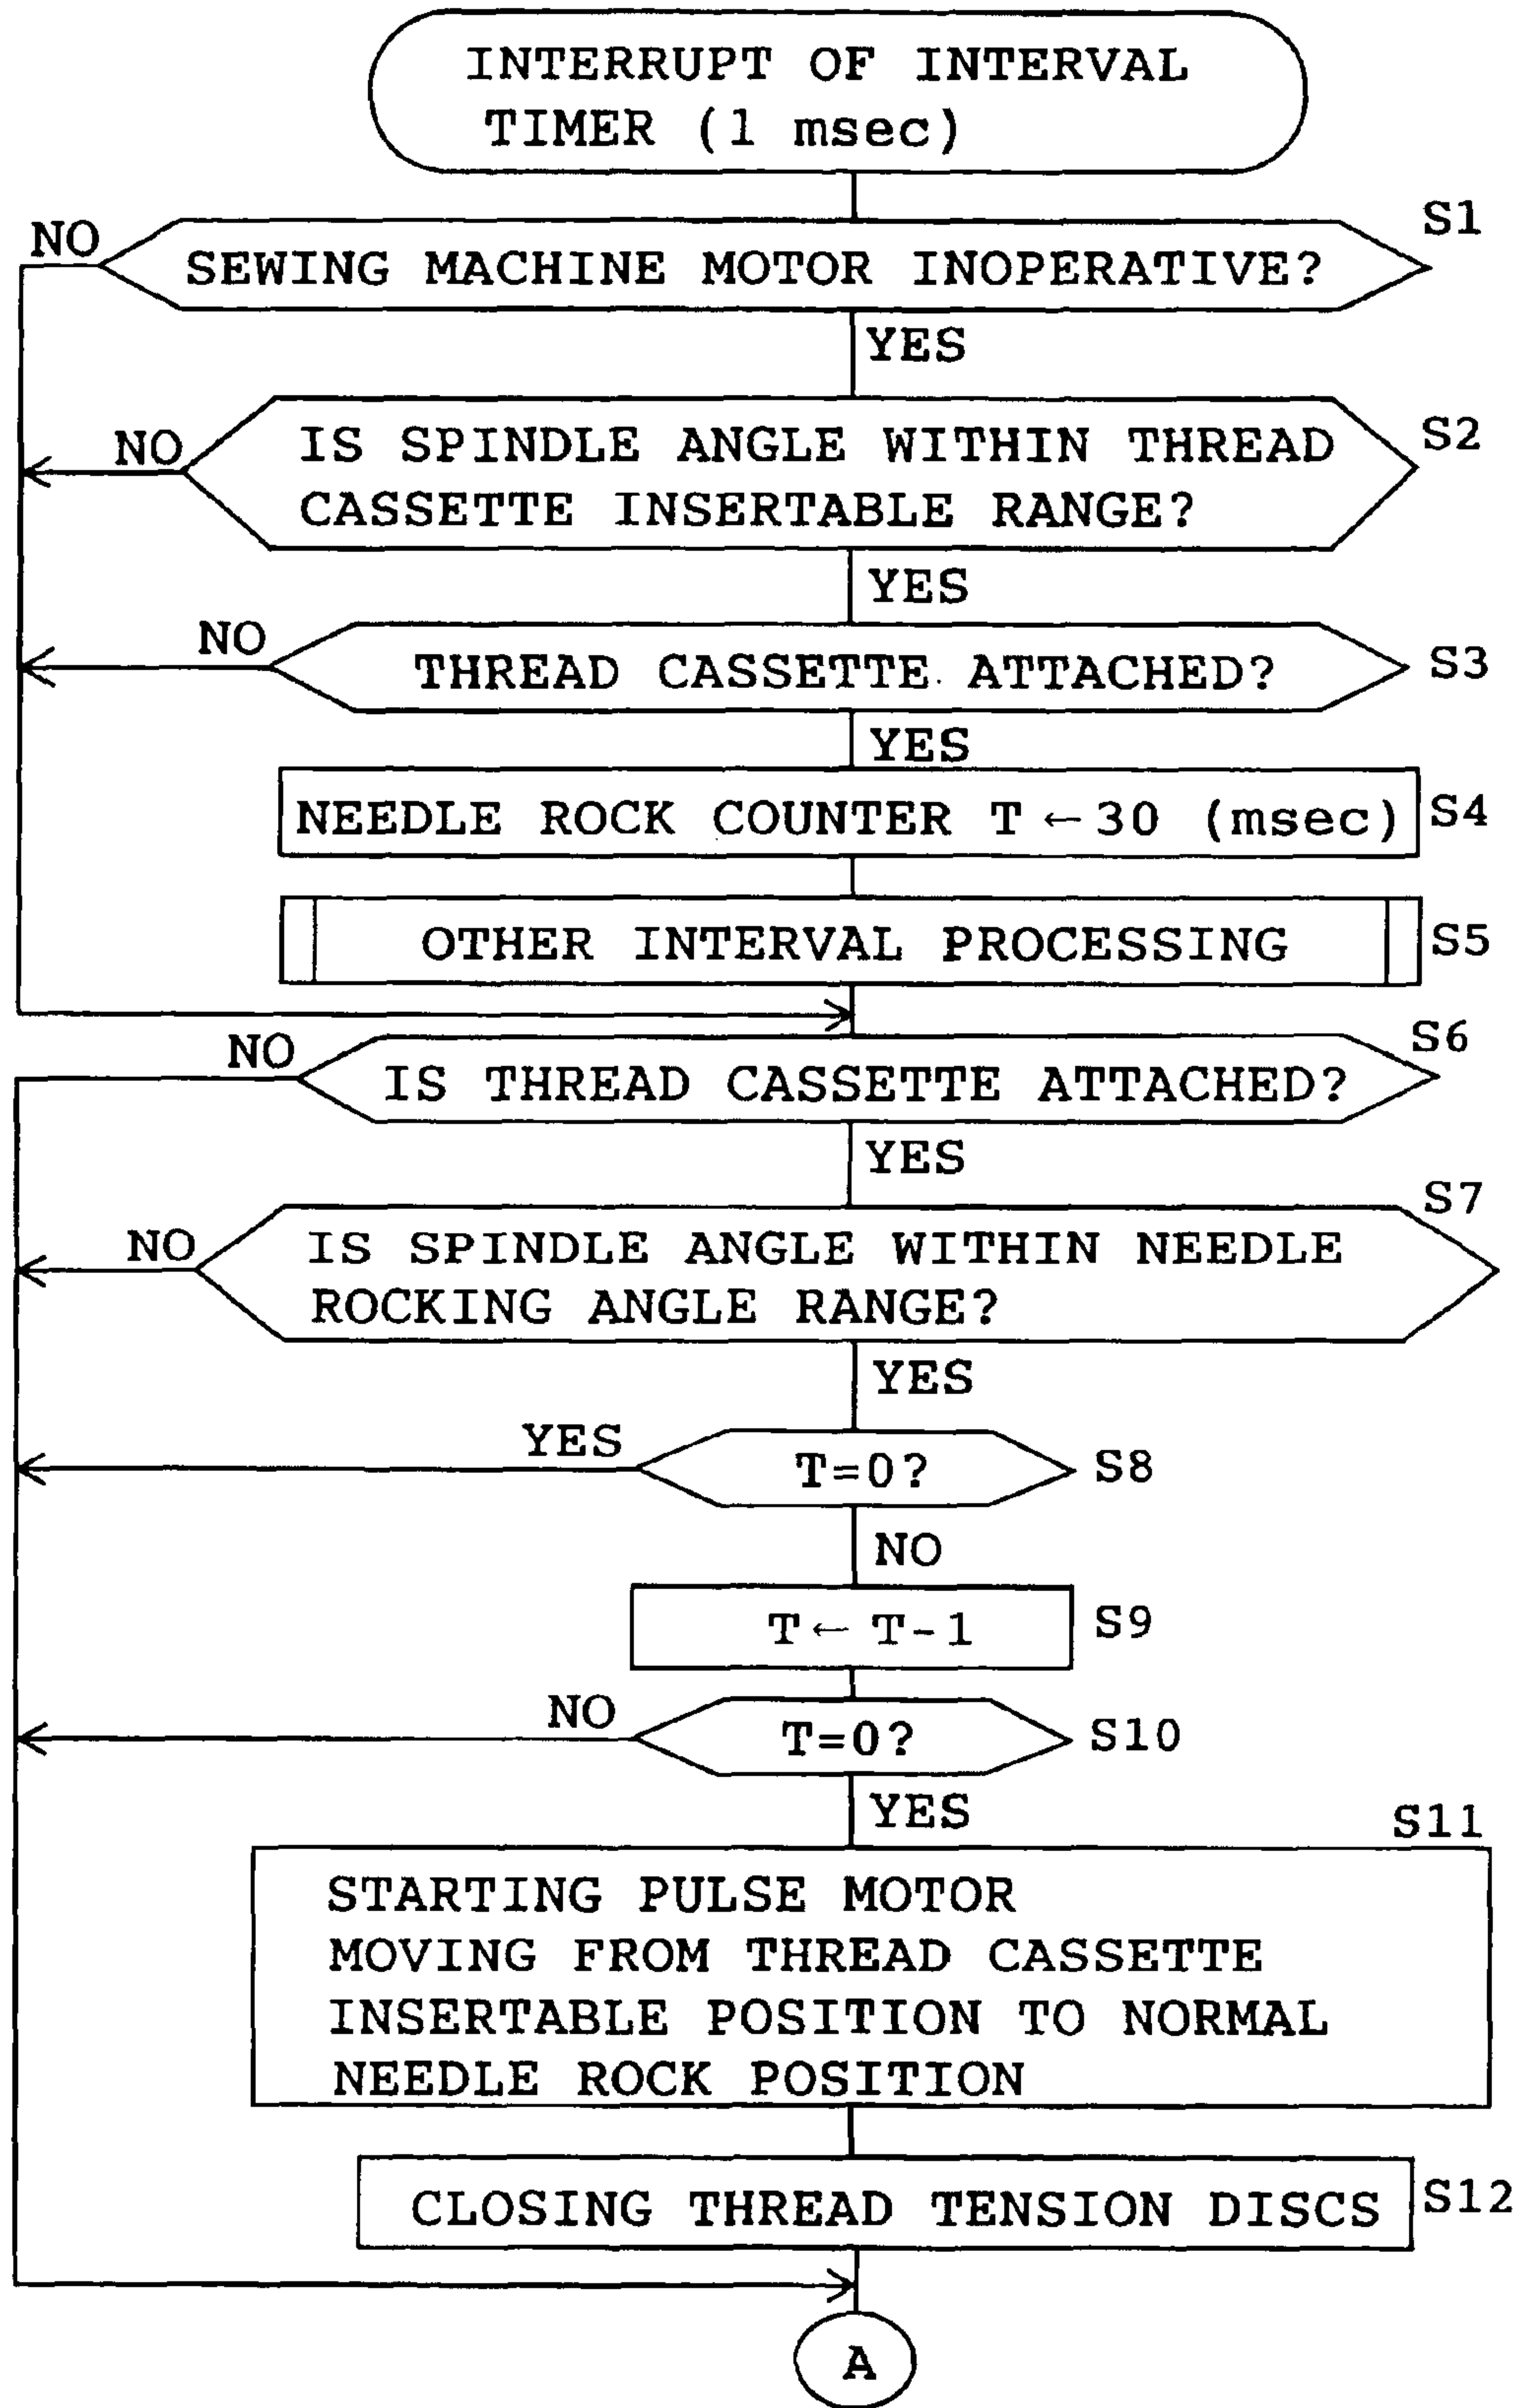 INTERRUPT OF INTERVAL
TIMER (1 msec)
S1
NO
SEWING MACHINE MOTOR INOPERATIVE?
YES
S2
NO
IS SPINDLE ANGLE WITHIN THREAD
CASSETTE INSERTABLE RANGE?
YES
NO
THREAD CASSETTE ATTACHED?
S3
YES
NEEDLE ROCK COUNTER T ← 30 (msec)
S4
OTHER INTERVAL PROCESSING
S5
S6
NO
IS THREAD CASSETTE ATTACHED?
YES
S7
NO
IS SPINDLE ANGLE WITHIN NEEDLE
ROCKING ANGLE RANGE?
YES
YES
T=0?
S8
NO
T ← T-1
S9
NO
T=0?
S10
YES
S11
STARTING PULSE MOTOR
MOVING FROM THREAD CASSETTE
INSERTABLE POSITION TO NORMAL
NEEDLE ROCK POSITION
CLOSING THREAD TENSION DISCS
S12
A